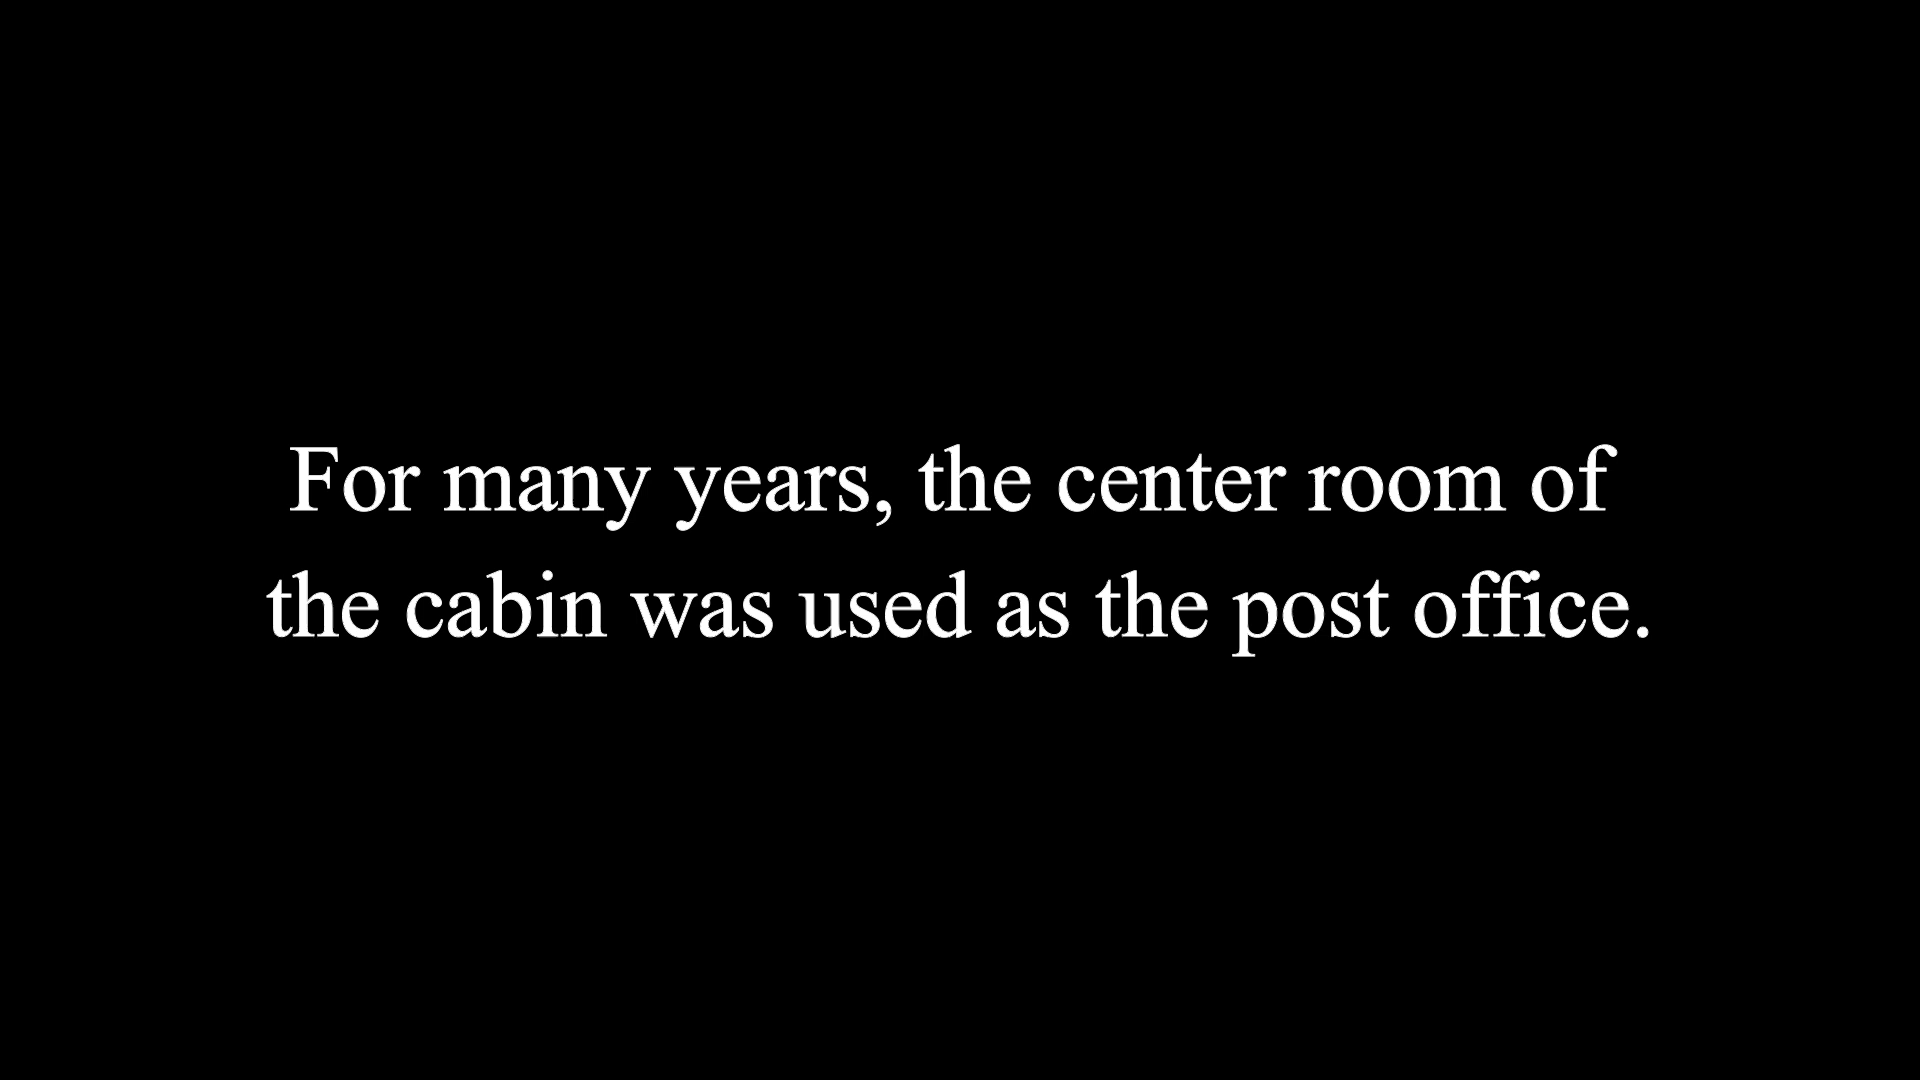 For many years, the center room of
the cabin was used as the post office.